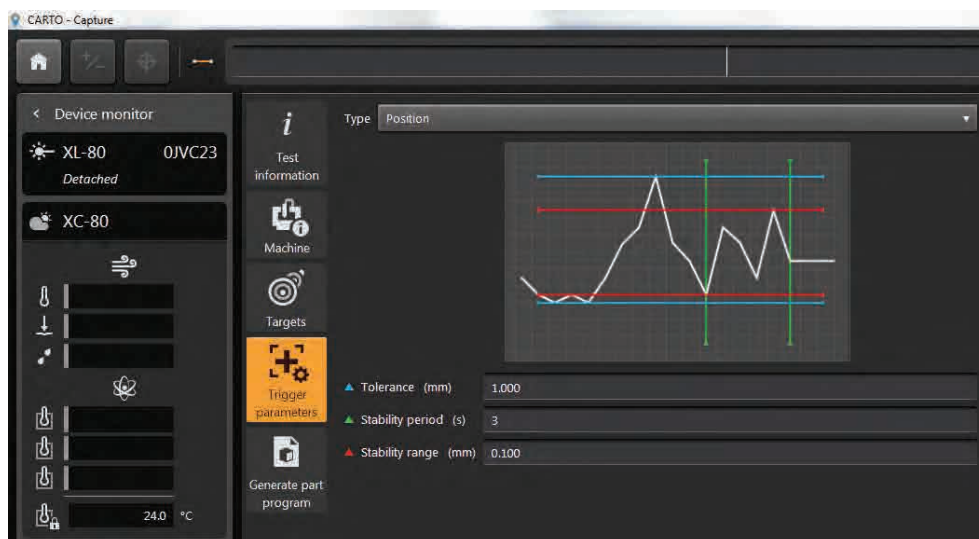 CARTO - Capture
Device monitor
XL-80 0JVC23
Detached
XC-80
24.0 °C
i
Test
information
Machine
Targets
Trigger
parameters
Generate part
program
Type Position
Tolerance (mm) 1.000
Stability period (s) 3
Stability range (mm) 0.100